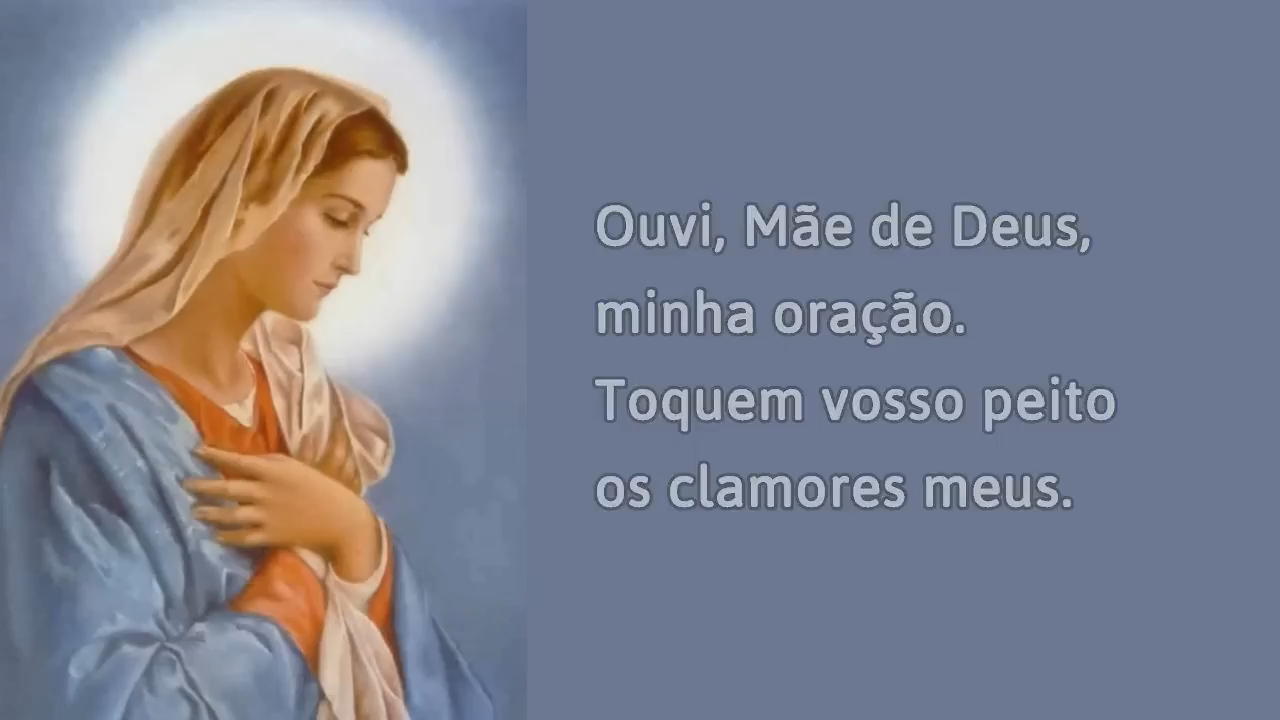 Ouvi, Mãe de Deus,
minha oração.
Toquem vosso peito
os clamores meus.